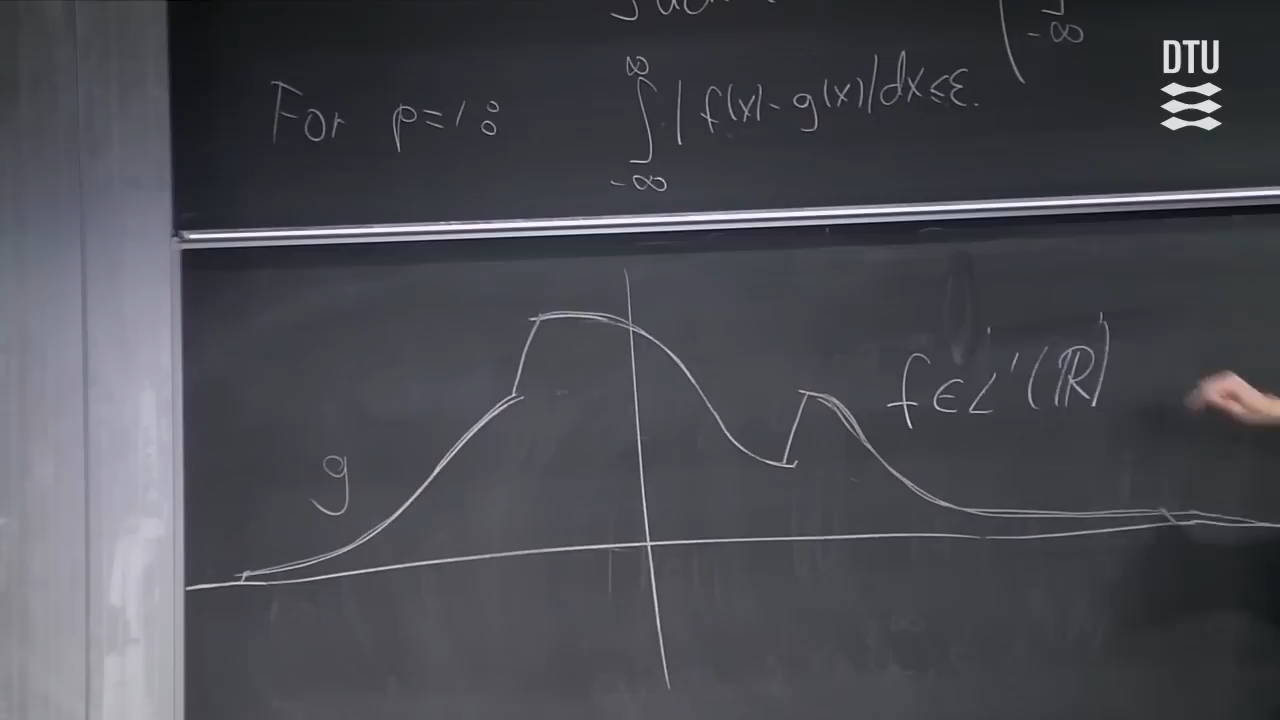 -∞
For p=1: ∫_{-∞}^{∞} |f(x)-g(x)|dx≤ε.
DTU
f∈L¹(ℝ)
g